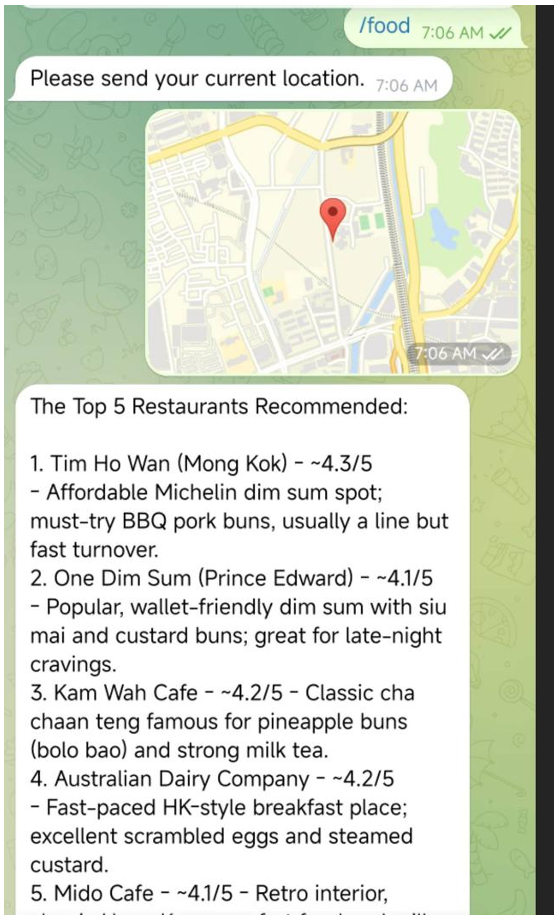 /food 7:06 AM
Please send your current location. 7:06 AM
7:06 AM
The Top 5 Restaurants Recommended:
1. Tim Ho Wan (Mong Kok) - ~4.3/5
- Affordable Michelin dim sum spot;
must-try BBQ pork buns, usually a line but
fast turnover.
2. One Dim Sum (Prince Edward) - ~4.1/5
- Popular, wallet-friendly dim sum with siu
mai and custard buns; great for late-night
cravings.
3. Kam Wah Cafe - ~4.2/5 - Classic cha
chaan teng famous for pineapple buns
(bolo bao) and strong milk tea.
4. Australian Dairy Company - ~4.2/5
- Fast-paced HK-style breakfast place;
excellent scrambled eggs and steamed
custard.
5. Mido Cafe - ~4.1/5 - Retro interior,